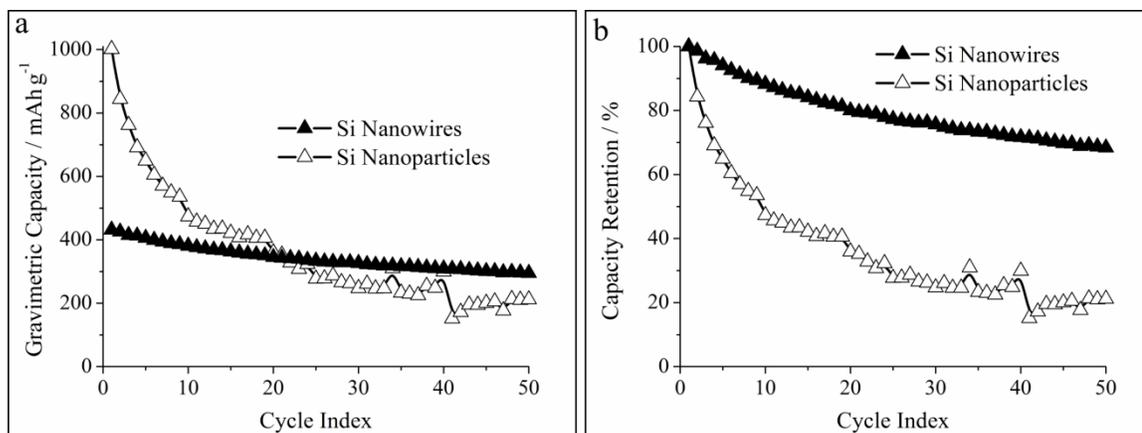 a
Gravimetric Capacity / mAhg⁻¹
1000
800
600
400
200
0
Si Nanowires
Si Nanoparticles
0 10 20 30 40 50
Cycle Index
b
Capacity Retention / %
100
80
60
40
20
0
Si Nanowires
Si Nanoparticles
0 10 20 30 40 50
Cycle Index